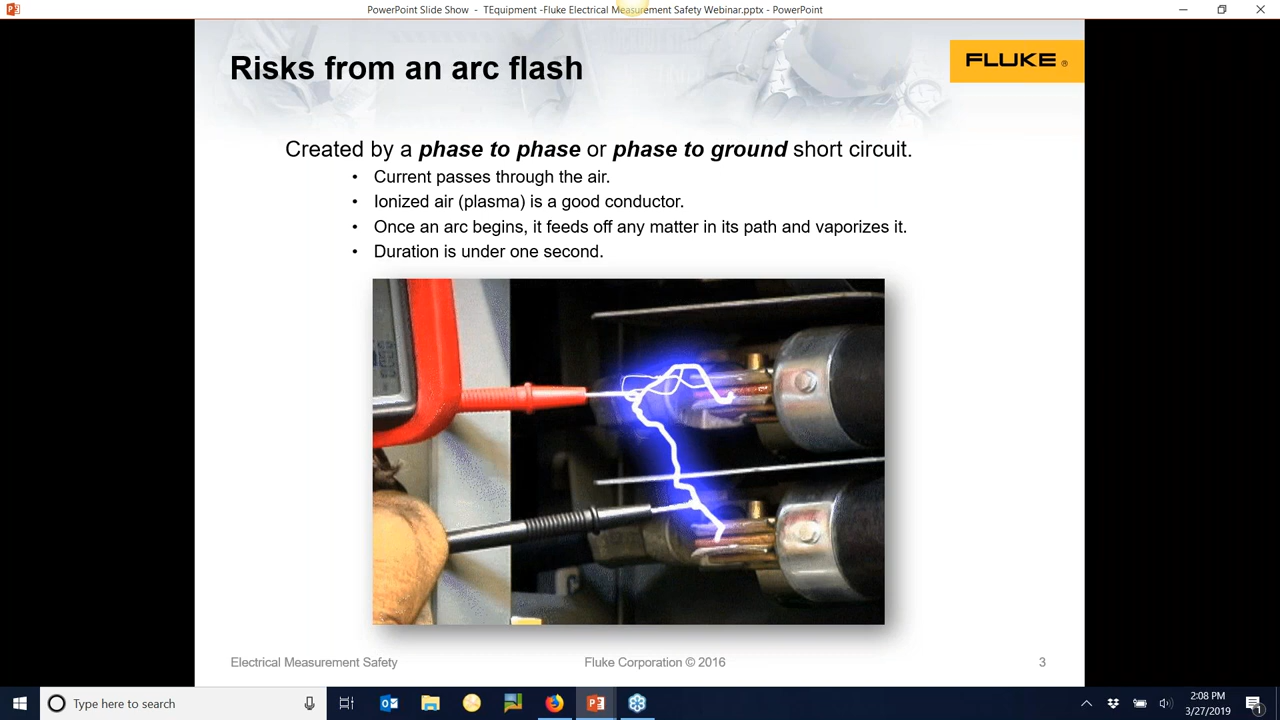 PowerPoint Slide Show - TEquipment -Fluke Electrical Measurement Safety Webinar.pptx - PowerPoint
Risks from an arc flash
FLUKE ®
Created by a phase to phase or phase to ground short circuit.
• Current passes through the air.
• Ionized air (plasma) is a good conductor.
• Once an arc begins, it feeds off any matter in its path and vaporizes it.
• Duration is under one second.
Electrical Measurement Safety
Fluke Corporation © 2016
3
Type here to search
2:08 PM
3/27/2019
1